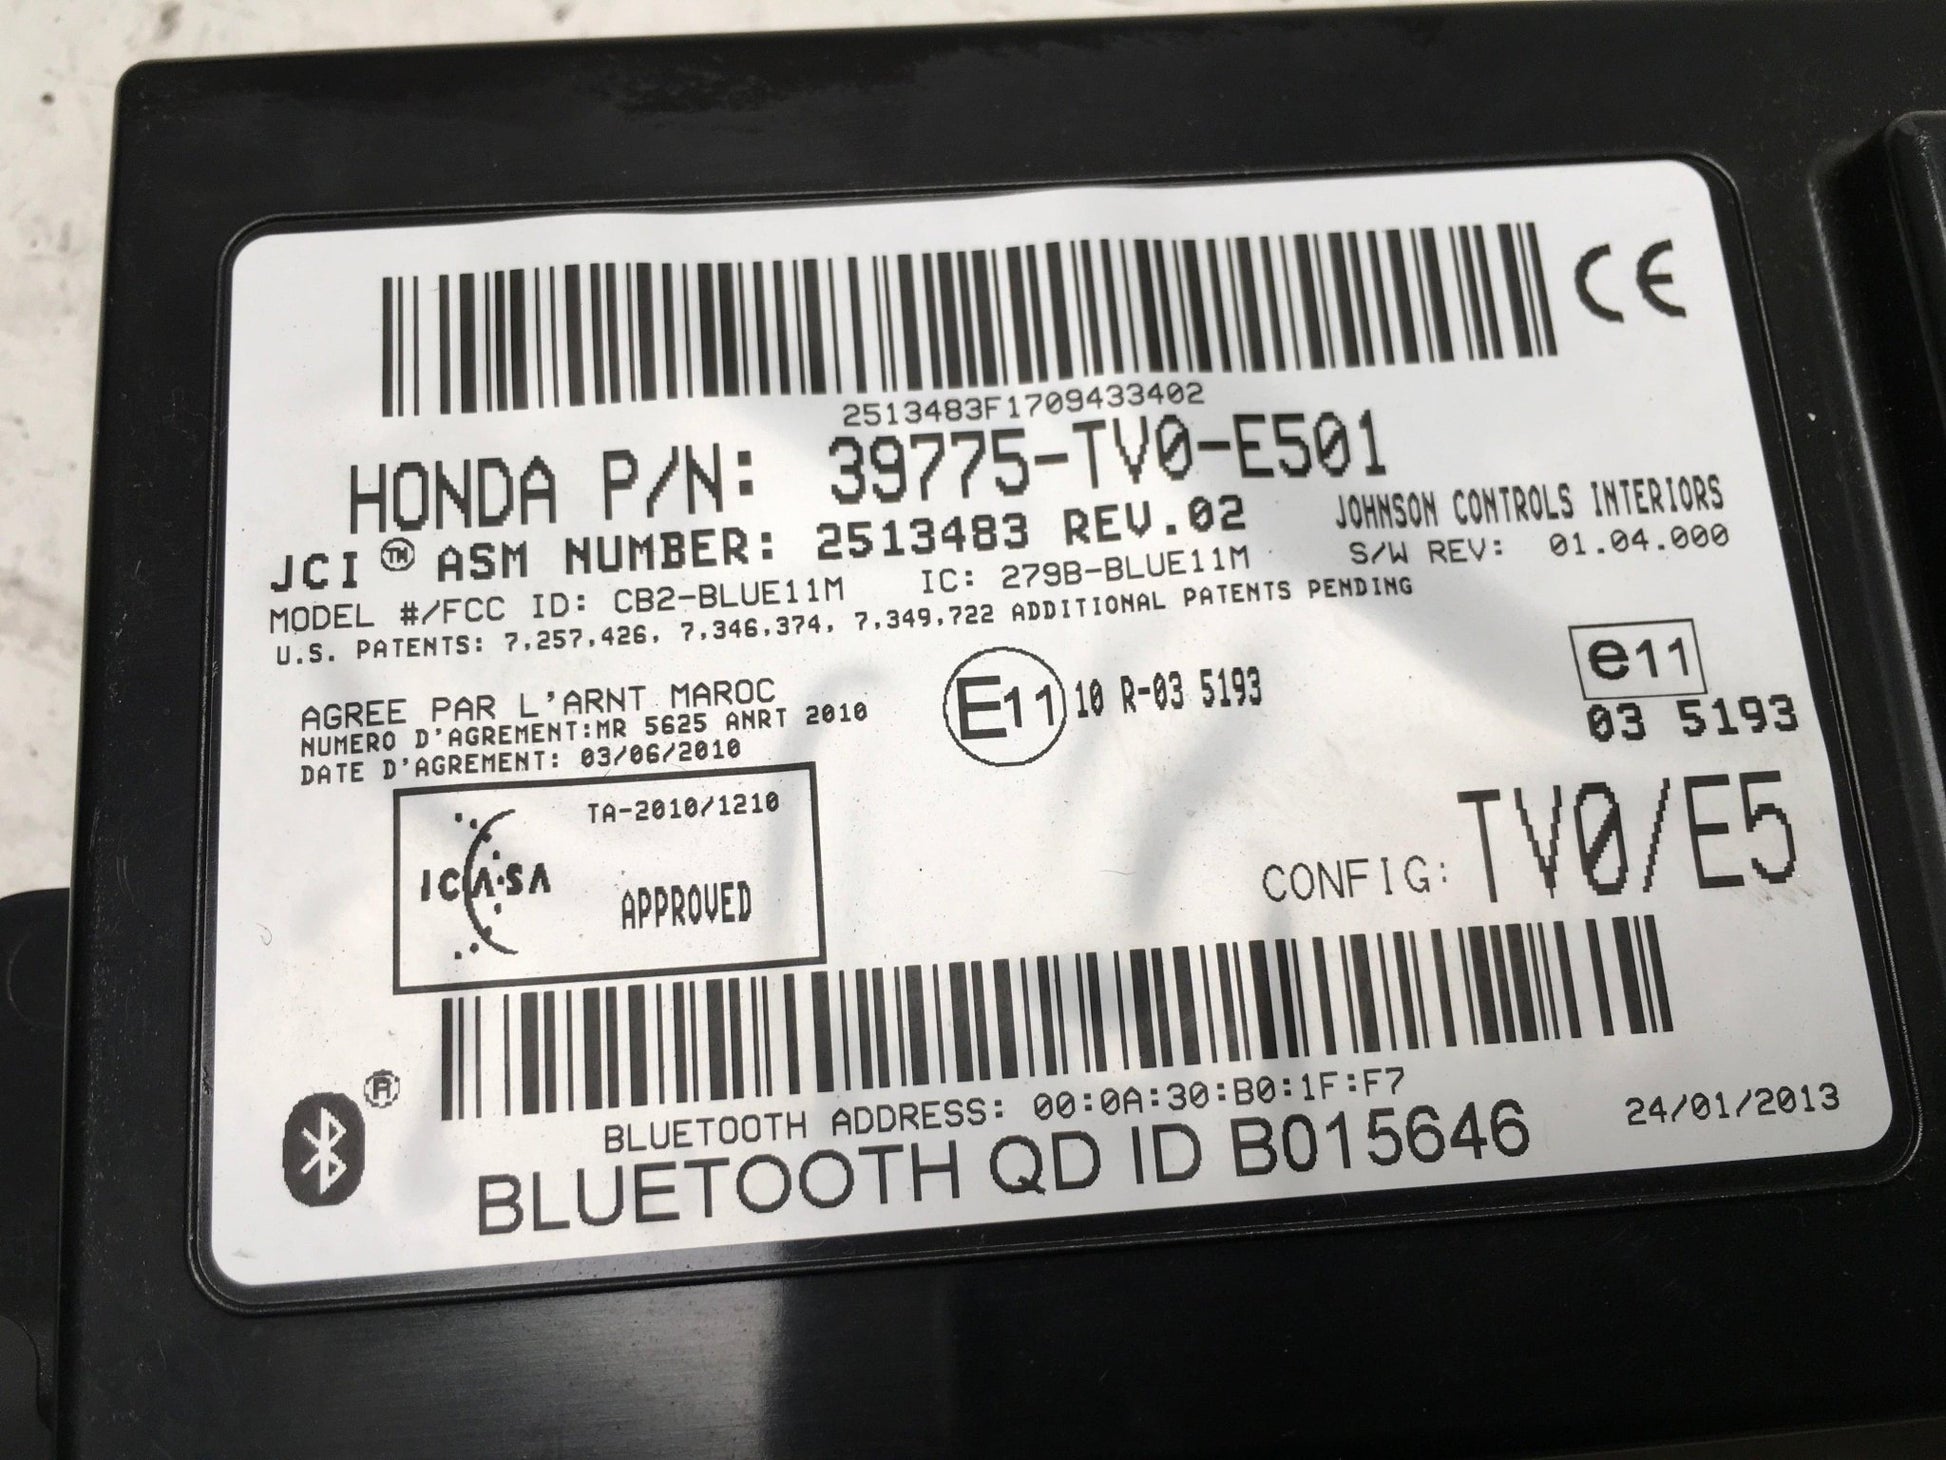 CE
2513483F1709433402
HONDA P/N: 39775-TV0-E501
JCI™ ASM NUMBER: 2513483 REV.02
JOHNSON CONTROLS INTERIORS
MODEL #/FCC ID: CB2-BLUE11M IC: 279B-BLUE11M
S/W REV: 01.04.000
U.S. PATENTS: 7,257,426, 7,346,374, 7,349,722 ADDITIONAL PATENTS PENDING
AGREE PAR L'ARNT MAROC
NUMERO D'AGREMENT:MR 5625 ANRT 2010
DATE D'AGREMENT: 03/06/2010
E11 10 R-03 5193
e11
03 5193
TA-2010/1210
ICASA
APPROVED
CONFIG: TV0/E5
®
BLUETOOTH ADDRESS: 00:0A:30:B0:1F:F7
BLUETOOTH QD ID B015646
24/01/2013